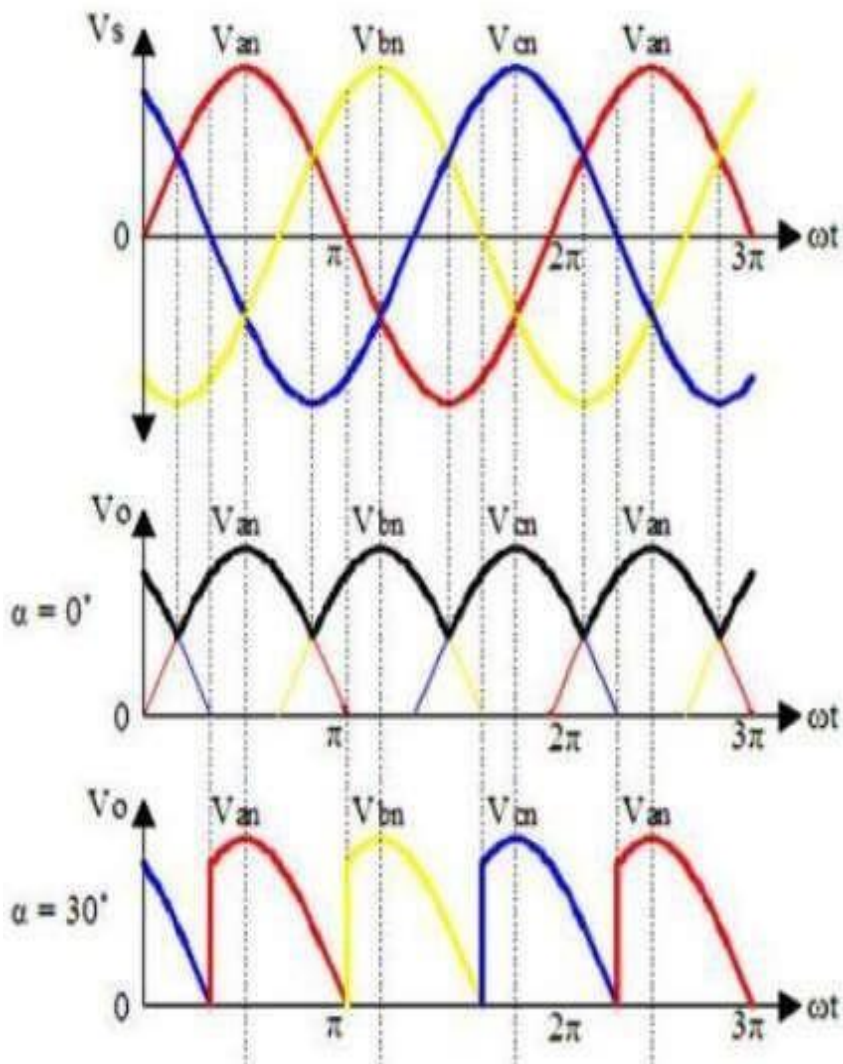 Vs
Van Vbn Vcn Van
0 π 2π 3π ωt
Vo
Van Vbn Vcn Van
α = 0°
0 π 2π 3π ωt
Vo
Van Vbn Vcn Van
α = 30°
0 π 2π 3π ωt